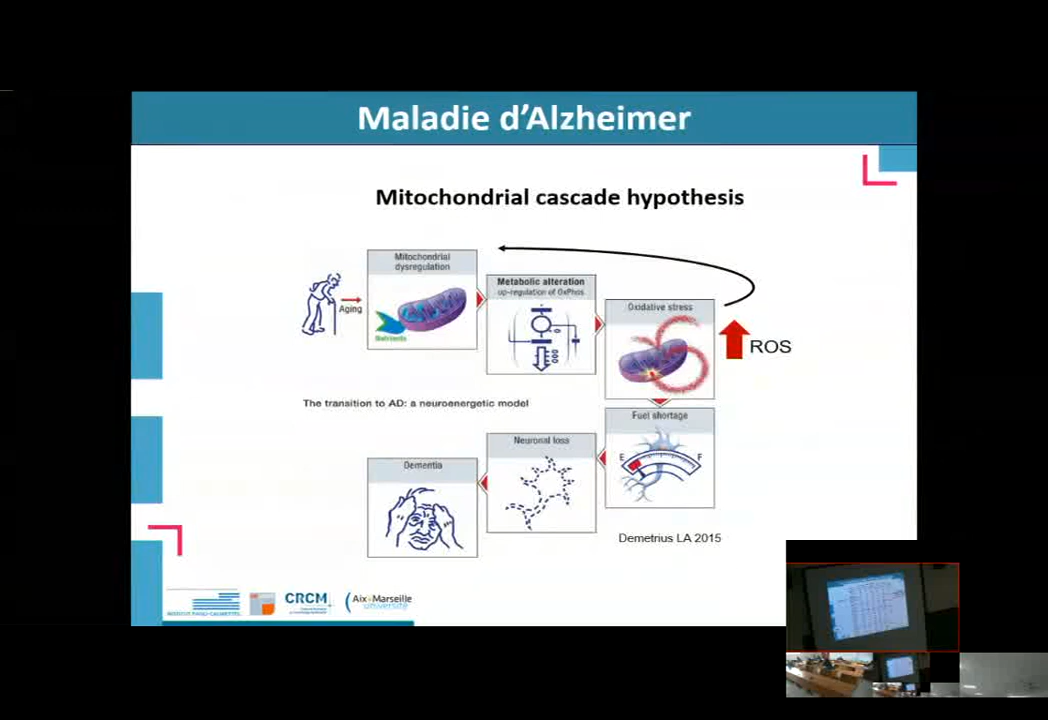 Maladie d'Alzheimer
Mitochondrial cascade hypothesis
Mitochondrial
dysregulation
Nutrients
Aging
Metabolic alteration
up-regulation of OxPhos
Oxidative stress
ROS
The transition to AD: a neuroenergetic model
Fuel shortage
E F
Neuronal loss
Dementia
Demetrius LA 2015
CRCM
Aix*Marseille
université